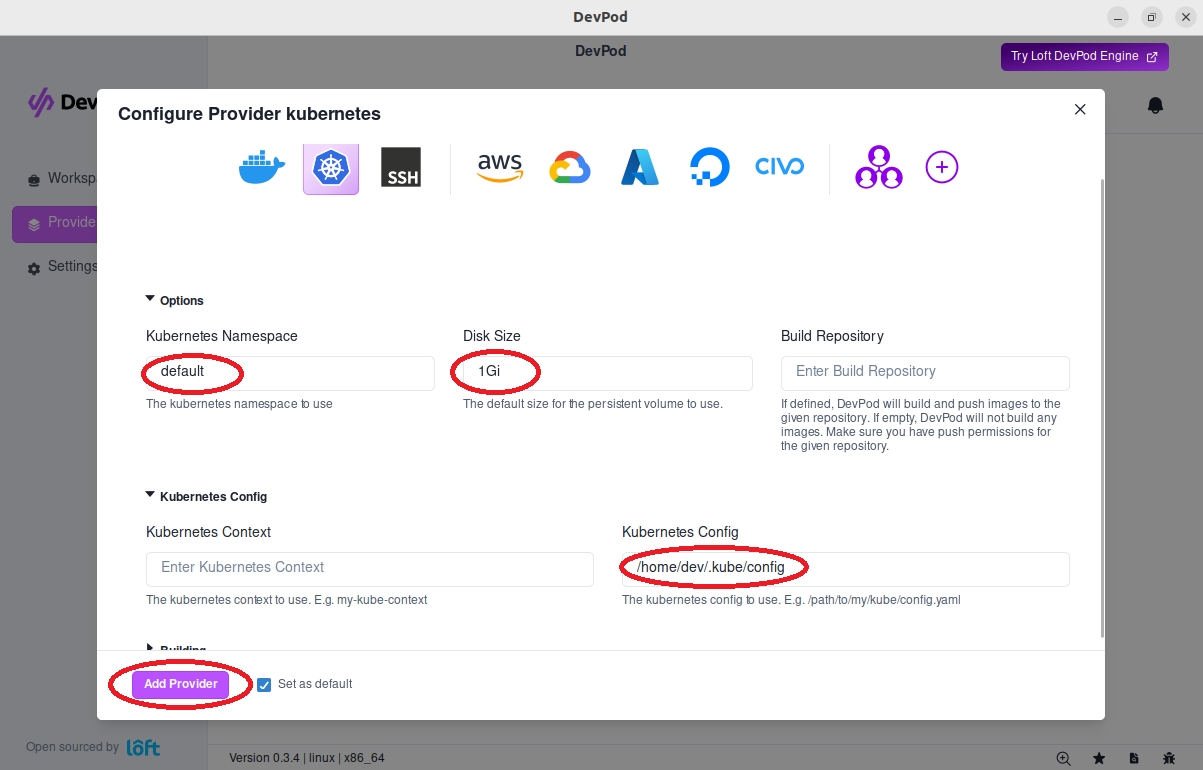 DevPod
DevPod
Try Loft DevPod Engine
Dev
Configure Provider kubernetes
SSH
aws
CIVO
Worksp
Provide
Settings
Options
Kubernetes Namespace
Disk Size
Build Repository
default
1Gi
Enter Build Repository
The kubernetes namespace to use
The default size for the persistent volume to use.
If defined, DevPod will build and push images to the
given repository. If empty, DevPod will not build any
images. Make sure you have push permissions for
the given repository.
Kubernetes Config
Kubernetes Context
Kubernetes Config
Enter Kubernetes Context
/home/dev/.kube/config
The kubernetes context to use. E.g. my-kube-context
The kubernetes config to use. E.g. /path/to/my/kube/config.yaml
Building
Add Provider
Set as default
Open sourced by loft
Version 0.3.4 | linux | x86_64